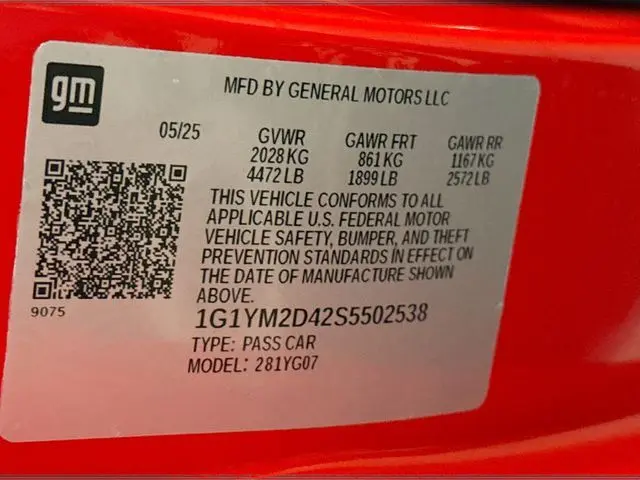 gm
MFD BY GENERAL MOTORS LLC
05/25 GVWR GAWR FRT GAWR RR
2028 KG 861 KG 1167 KG
4472 LB 1899 LB 2572 LB
THIS VEHICLE CONFORMS TO ALL
APPLICABLE U.S. FEDERAL MOTOR
VEHICLE SAFETY, BUMPER, AND THEFT
PREVENTION STANDARDS IN EFFECT ON
THE DATE OF MANUFACTURE SHOWN
ABOVE.
9075
1G1YM2D42S5502538
TYPE: PASS CAR
MODEL: 281YG07